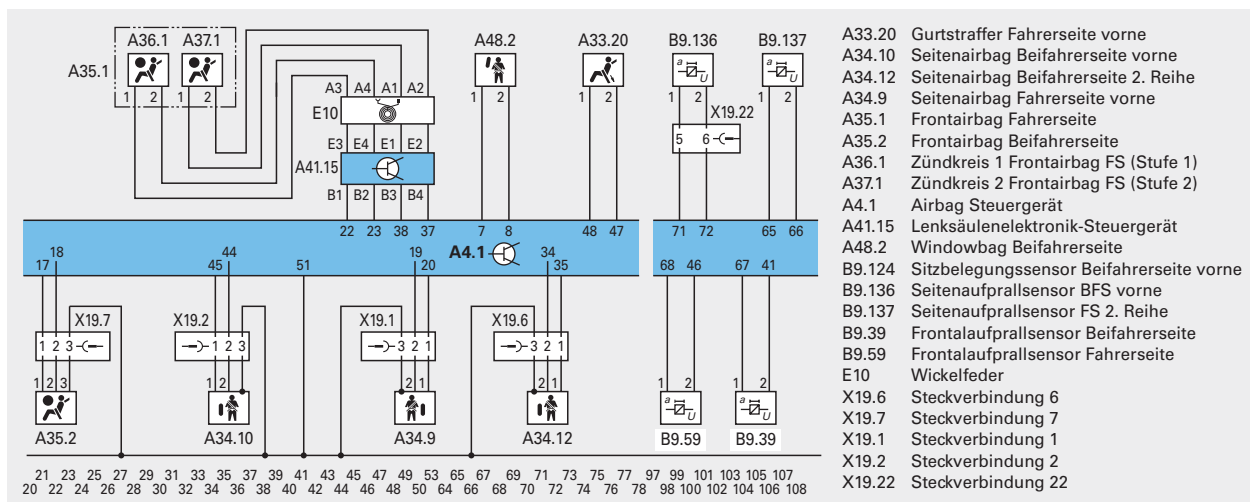 A36.1 A37.1 A48.2 A33.20 B9.136 B9.137
A35.1
a U a U
1 2 1 2 A3 A4 A1 A2 1 2 1 2 1 2 1 2
E10 X19.22
E3 E4 E1 E2 5 6
A41.15
B1 B2 B3 B4
22 23 38 37 7 8 48 47 71 72 65 66
18 44 19 A4.1 34
17 45 51 20 35 68 46 67 41
X19.7 X19.2 X19.1 X19.6
1 2 3 1 2 3 3 2 1 3 2 1
1 2 3 1 2 2 1 2 1 1 2 1 2
a U a U
A35.2 A34.10 A34.9 A34.12 B9.59 B9.39
21 23 25 27 29 31 33 35 37 39 41 43 45 47 49 53 65 67 69 71 73 75 77 97 99 101 103 105 107
20 22 24 26 28 30 32 34 36 38 40 42 44 46 48 50 64 66 68 70 72 74 76 78 98 100 102 104 106 108
A33.20 Gurtstraffer Fahrerseite vorne
A34.10 Seitenairbag Beifahrerseite vorne
A34.12 Seitenairbag Beifahrerseite 2. Reihe
A34.9 Seitenairbag Fahrerseite vorne
A35.1 Frontairbag Fahrerseite
A35.2 Frontairbag Beifahrerseite
A36.1 Zündkreis 1 Frontairbag FS (Stufe 1)
A37.1 Zündkreis 2 Frontairbag FS (Stufe 2)
A4.1 Airbag Steuergerät
A41.15 Lenksäulenelektronik-Steuergerät
A48.2 Windowbag Beifahrerseite
B9.124 Sitzbelegungssensor Beifahrerseite vorne
B9.136 Seitenaufprallsensor BFS vorne
B9.137 Seitenaufprallsensor FS 2. Reihe
B9.39 Frontalaufprallsensor Beifahrerseite
B9.59 Frontalaufprallsensor Fahrerseite
E10 Wickelfeder
X19.6 Steckverbindung 6
X19.7 Steckverbindung 7
X19.1 Steckverbindung 1
X19.2 Steckverbindung 2
X19.22 Steckverbindung 22